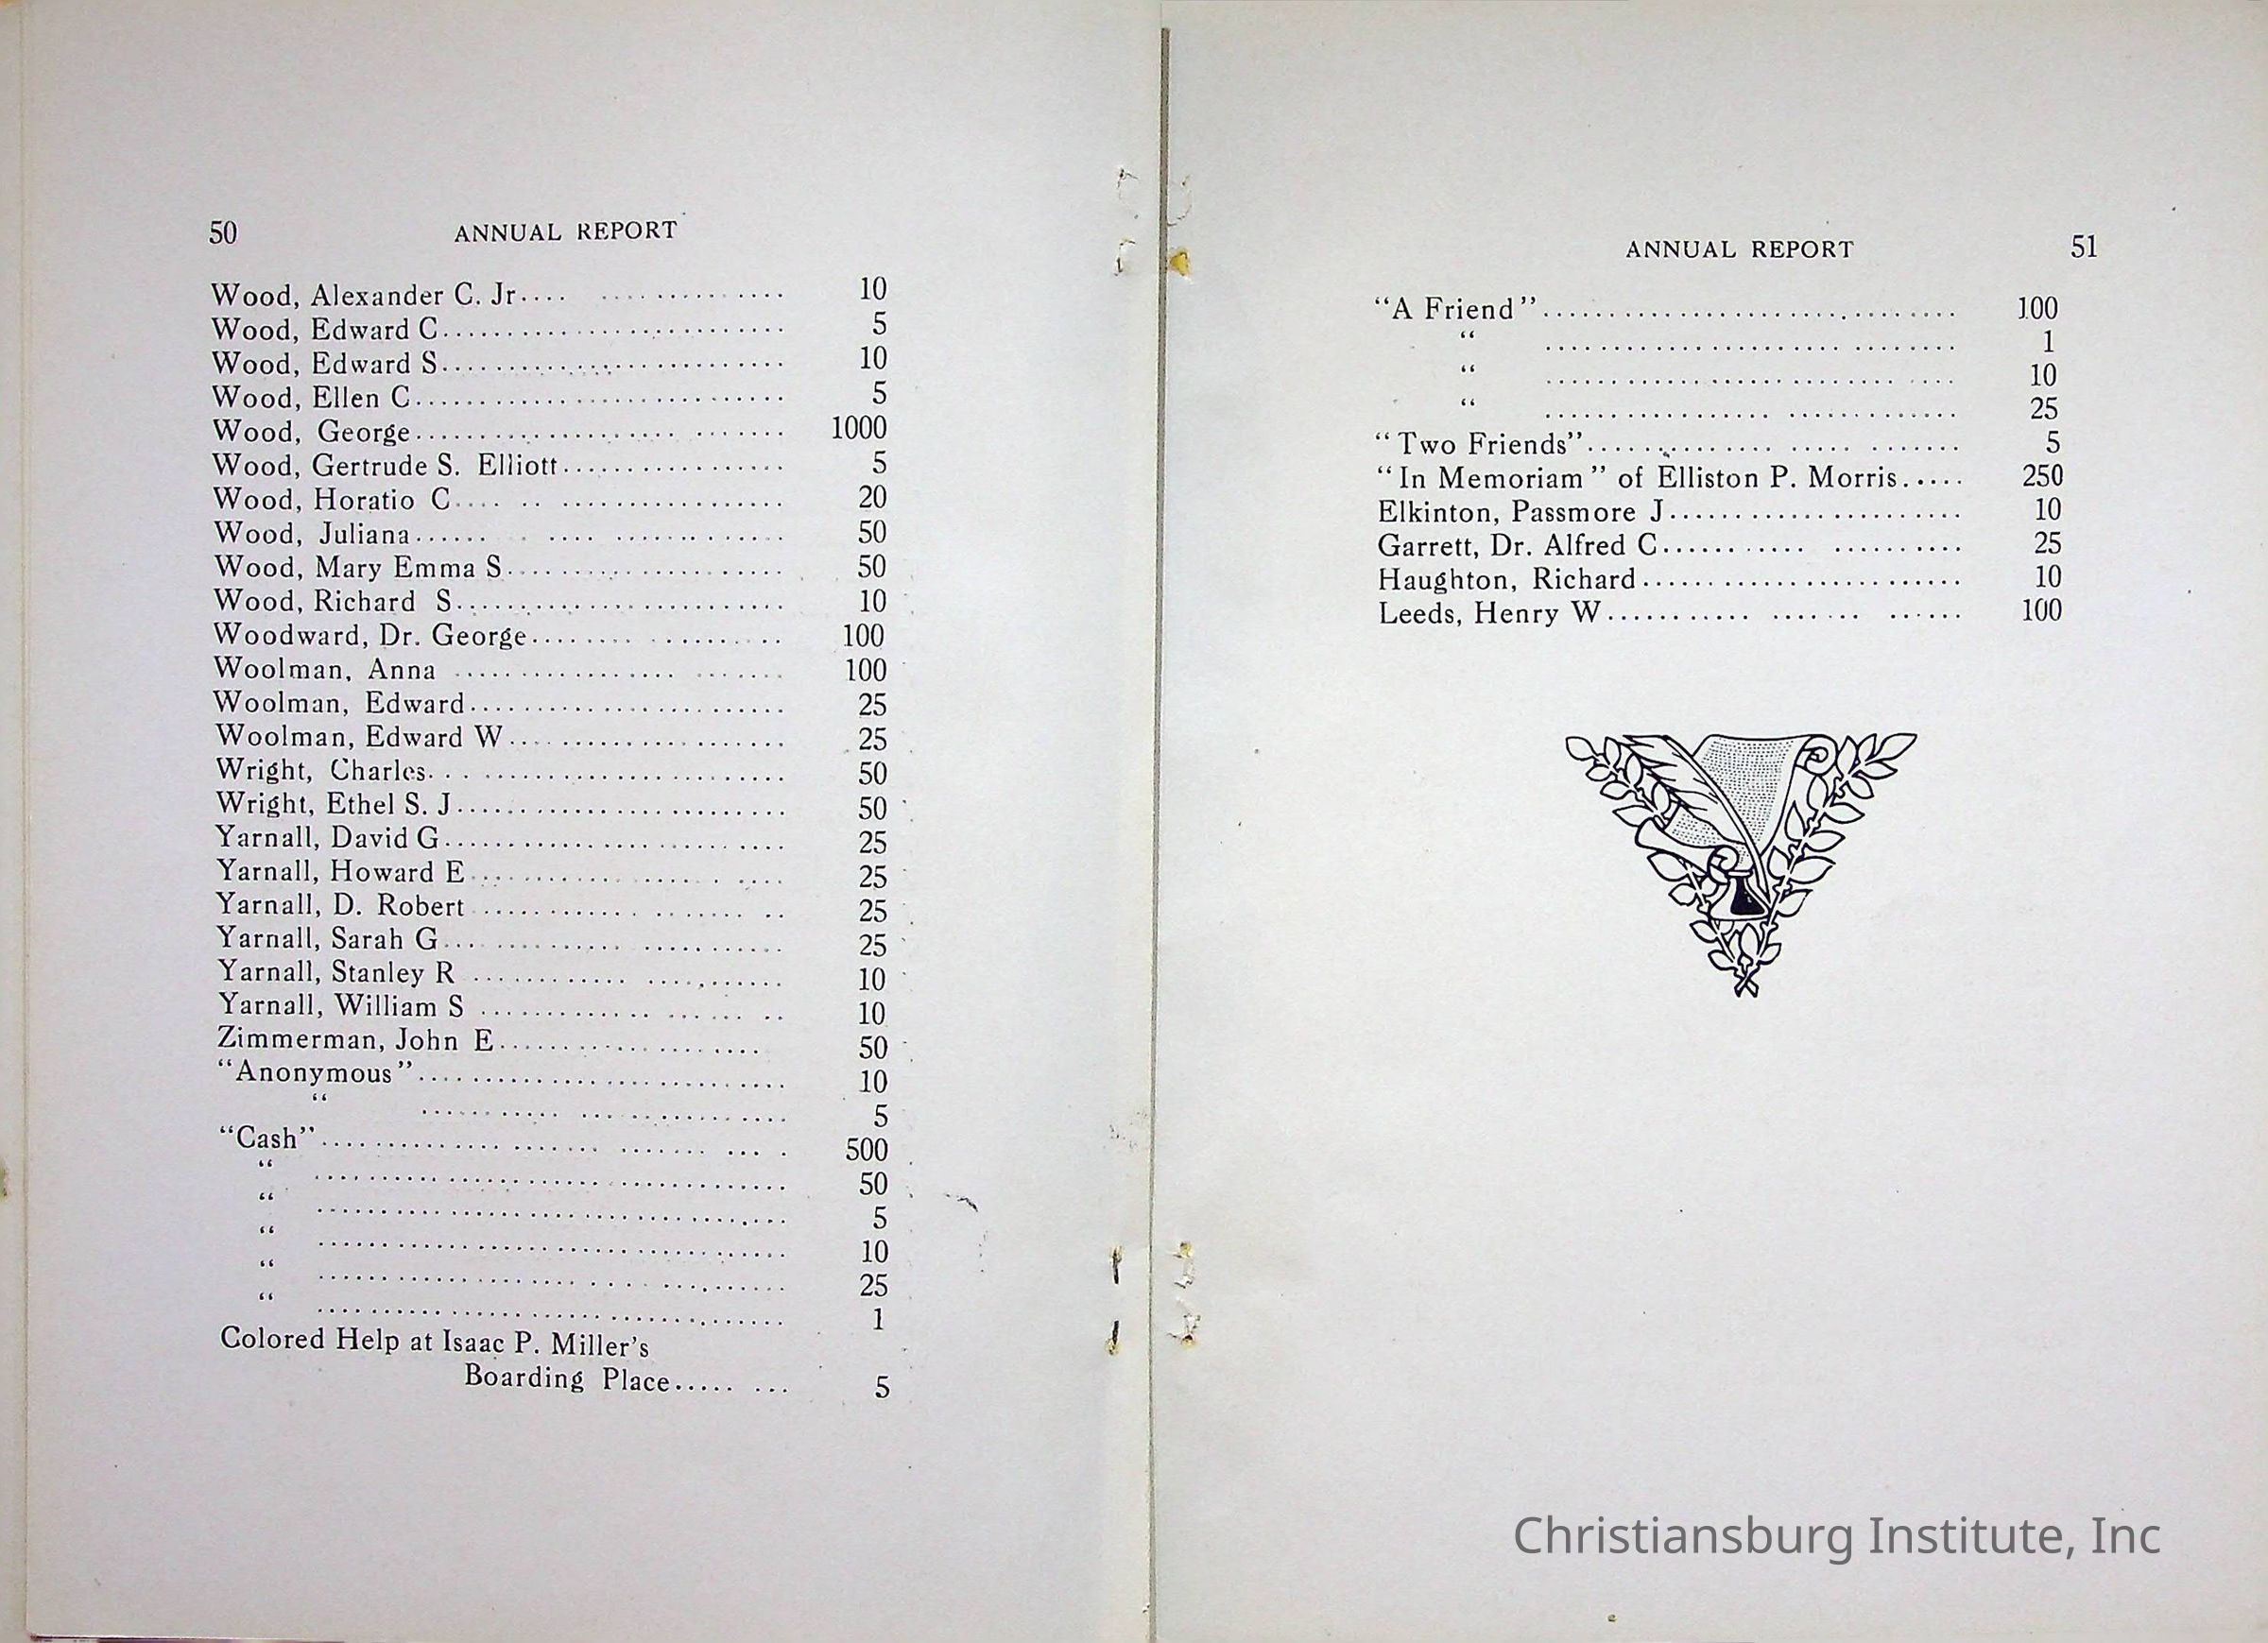 50 ANNUAL REPORT
Wood, Alexander C. Jr.... .............. 10
Wood, Edward C.......................... 5
Wood, Edward S.......................... 10
Wood, Ellen C............................ 5
Wood, George.................... ....... 1000
Wood, Gertrude S. Elliott................. 5
Wood, Horatio C.... .. ................. 20
Wood, Juliana...... . .... ............. 50
Wood, Mary Emma S..................... 50
Wood, Richard S......................... 10
Woodward, Dr. George........ .......... 100
Woolman, Anna ................. ....... 100
Woolman, Edward........................ 25
Woolman, Edward W..................... 25
Wright, Charles. . . ....................... 50
Wright, Ethel S. J......................... 50
Yarnall, David G.......................... 25
Yarnall, Howard E ................... . .... 25
Yarnall, D. Robert ............ ....... .. 25
Yarnall, Sarah G... .......... ........... 25
Yarnall, Stanley R ............ .......... 10
Yarnall, William S ............. ...... .. 10
Zimmerman, John E.................... 50
“Anonymous”............................ 10
“ ........... ................ 5
“Cash”.............. ....... ....... ... . 500
“ .................................... 50
“ .................................... 5
“ .................................... 10
“ .................... . . . . .......... 25
“ .................................... 1
Colored Help at Isaac P. Miller's
Boarding Place..... ... 5
ANNUAL REPORT 51
“A Friend”................................ 100
“ ...................... ........ 1
“ .......................... .... 10
“ ................. ............. 25
“Two Friends”.............. ..... ....... 5
“In Memoriam” of Elliston P. Morris..... 250
Elkinton, Passmore J...................... 10
Garrett, Dr. Alfred C........... .......... 25
Haughton, Richard........................ 10
Leeds, Henry W........... ....... ...... 100
Christiansburg Institute, Inc